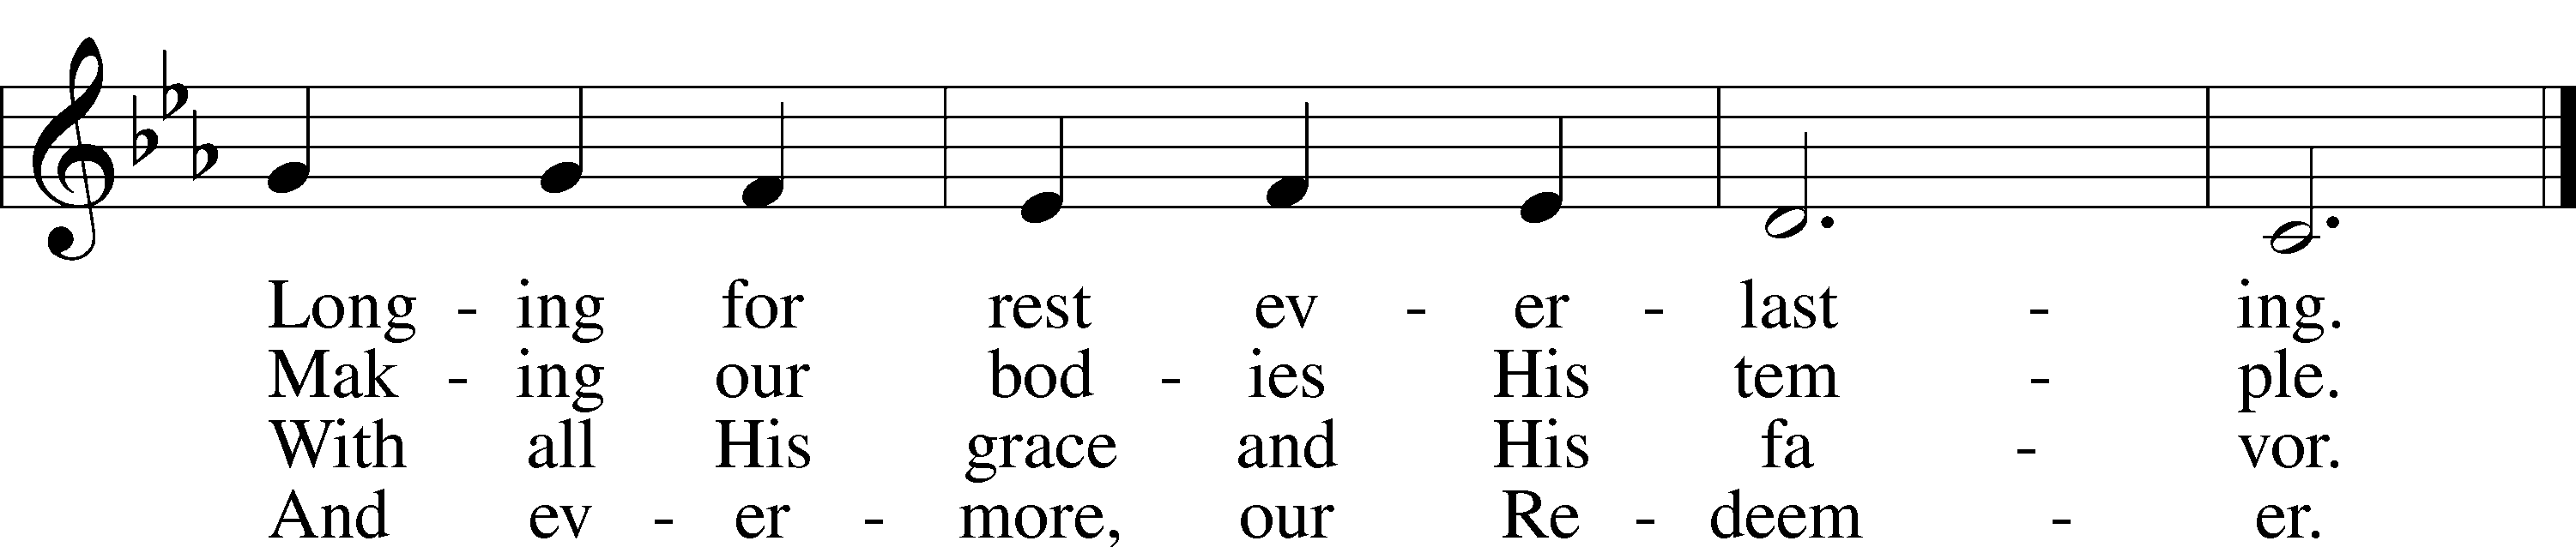 Long - ing for rest ev - er - last - ing.
Mak - ing our bod - ies His tem - ple.
With all His grace and His fa - vor.
And ev - er - more, our Re - deem - er.